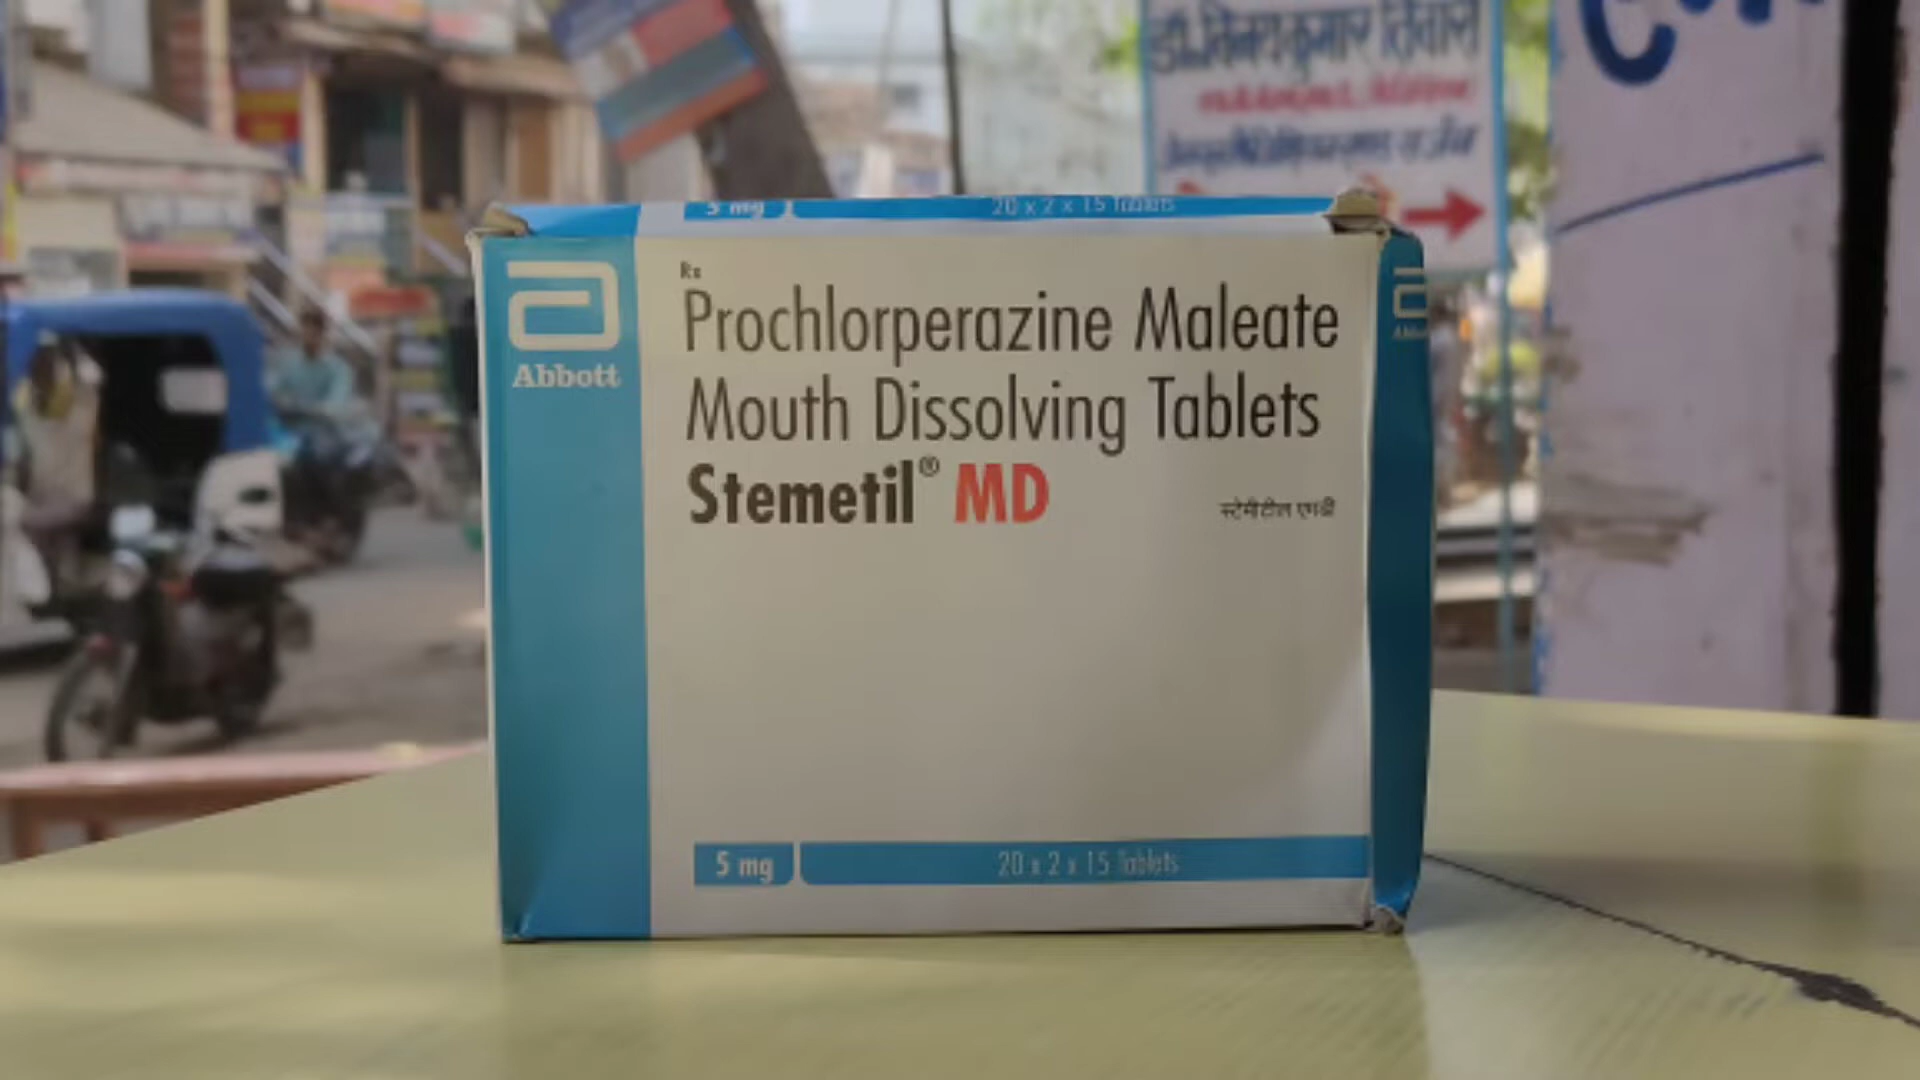 डॉ. विनय कुमार तिवारी
5 mg
20 x 2 x 15 Tablets
Abbott
Rx
Prochlorperazine Maleate
Mouth Dissolving Tablets
Stemetil® MD
स्टेमीटील एमडी
5 mg
20 x 2 x 15 Tablets